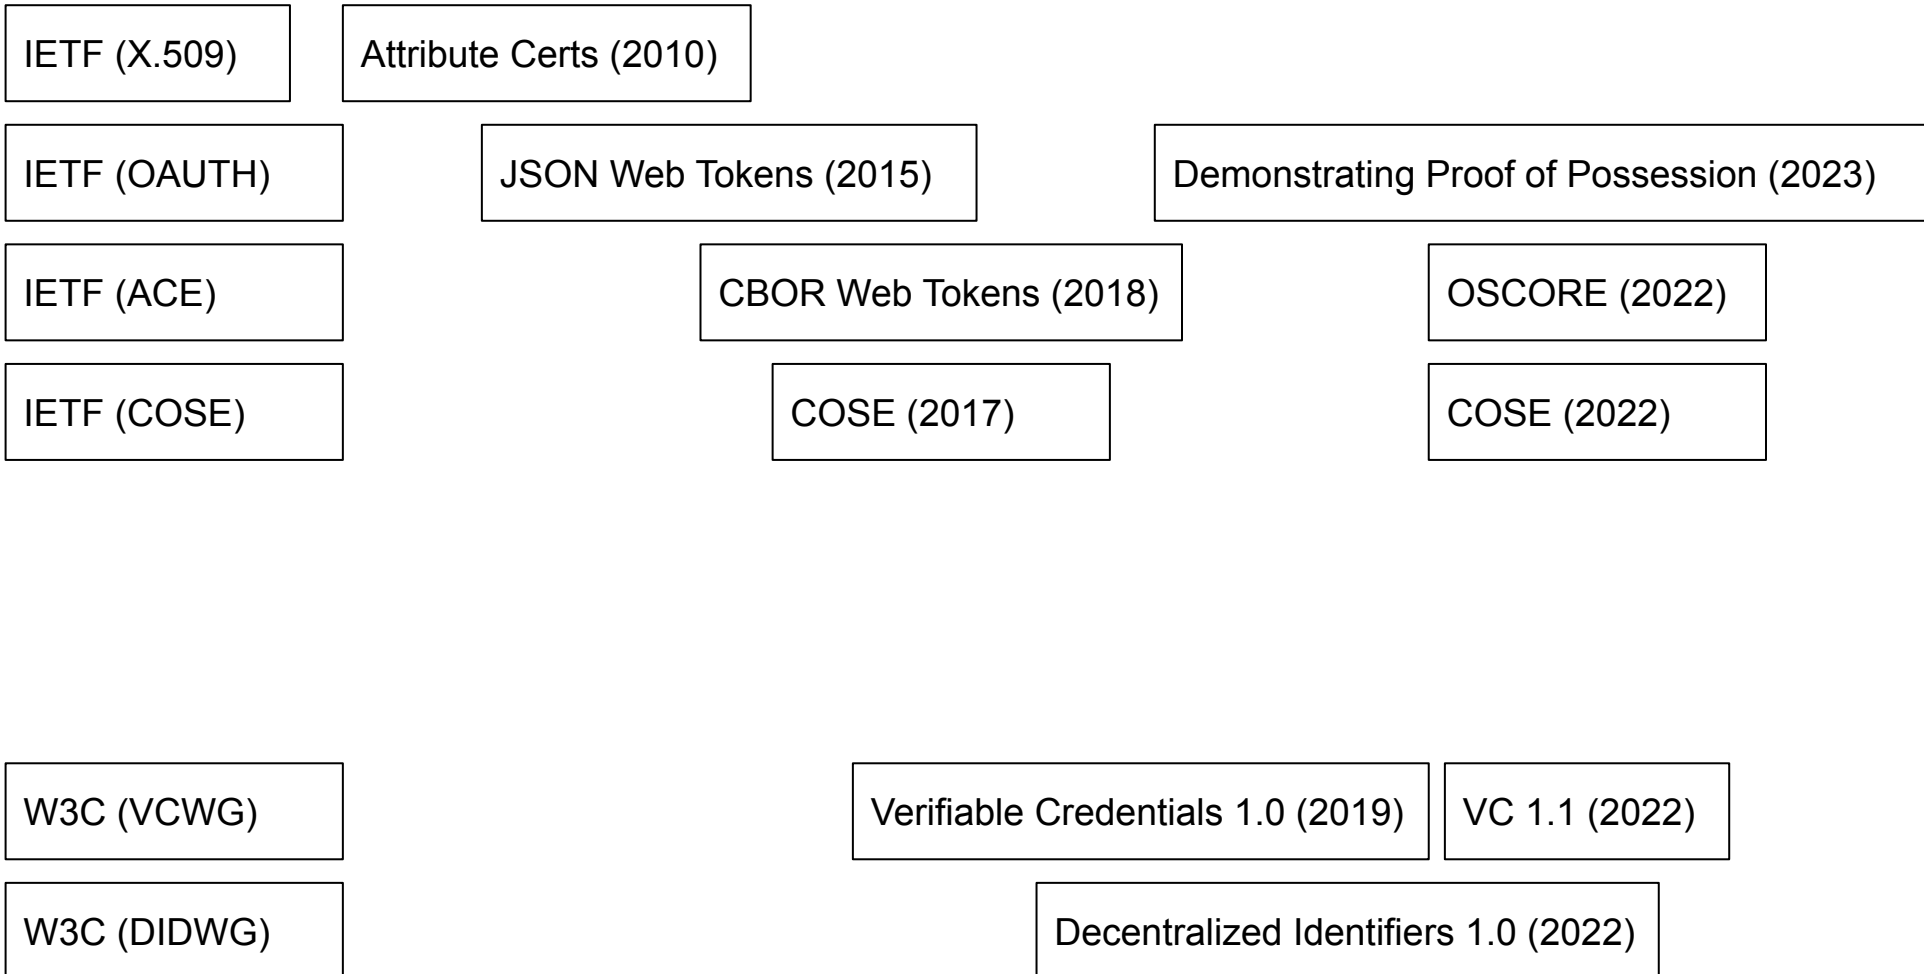 IETF (X.509)
Attribute Certs (2010)
IETF (OAUTH)
JSON Web Tokens (2015)
Demonstrating Proof of Possession (2023)
IETF (ACE)
CBOR Web Tokens (2018)
OSCORE (2022)
IETF (COSE)
COSE (2017)
COSE (2022)
W3C (VCWG)
Verifiable Credentials 1.0 (2019)
VC 1.1 (2022)
W3C (DIDWG)
Decentralized Identifiers 1.0 (2022)